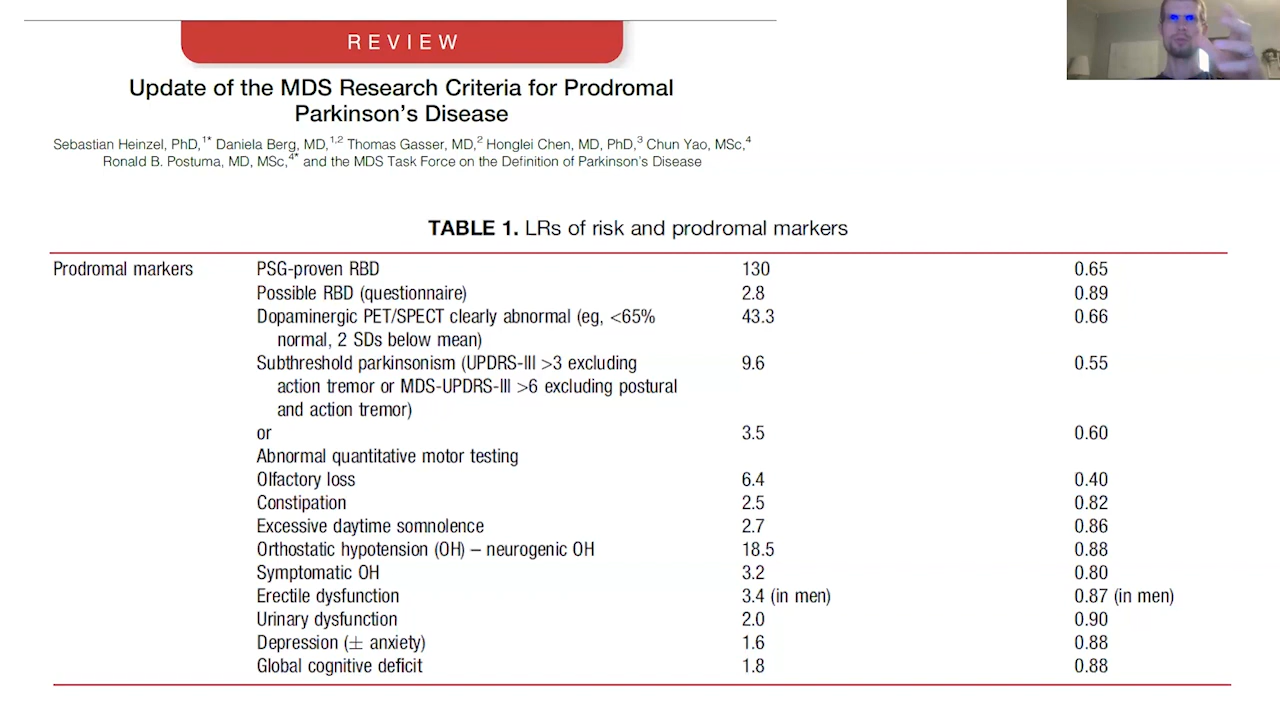 REVIEW
Update of the MDS Research Criteria for Prodromal
Parkinson's Disease
Sebastian Heinzel, PhD,1* Daniela Berg, MD,1,2 Thomas Gasser, MD,2 Honglei Chen, MD, PhD,3 Chun Yao, MSc,4
Ronald B. Postuma, MD, MSc,4* and the MDS Task Force on the Definition of Parkinson's Disease
TABLE 1. LRs of risk and prodromal markers
Prodromal markers PSG-proven RBD 130 0.65
Possible RBD (questionnaire) 2.8 0.89
Dopaminergic PET/SPECT clearly abnormal (eg, <65% 43.3 0.66
normal, 2 SDs below mean)
Subthreshold parkinsonism (UPDRS-III >3 excluding 9.6 0.55
action tremor or MDS-UPDRS-III >6 excluding postural
and action tremor)
or 3.5 0.60
Abnormal quantitative motor testing
Olfactory loss 6.4 0.40
Constipation 2.5 0.82
Excessive daytime somnolence 2.7 0.86
Orthostatic hypotension (OH) – neurogenic OH 18.5 0.88
Symptomatic OH 3.2 0.80
Erectile dysfunction 3.4 (in men) 0.87 (in men)
Urinary dysfunction 2.0 0.90
Depression (± anxiety) 1.6 0.88
Global cognitive deficit 1.8 0.88